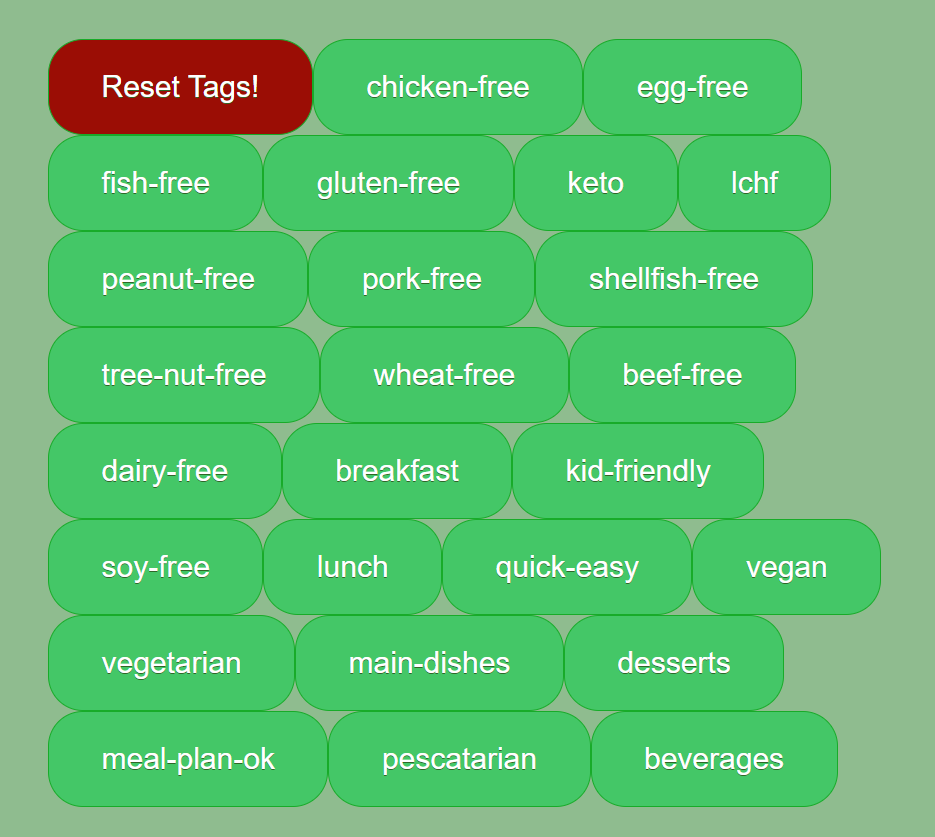 Reset Tags! chicken-free egg-free
fish-free gluten-free keto lchf
peanut-free pork-free shellfish-free
tree-nut-free wheat-free beef-free
dairy-free breakfast kid-friendly
soy-free lunch quick-easy vegan
vegetarian main-dishes desserts
meal-plan-ok pescatarian beverages